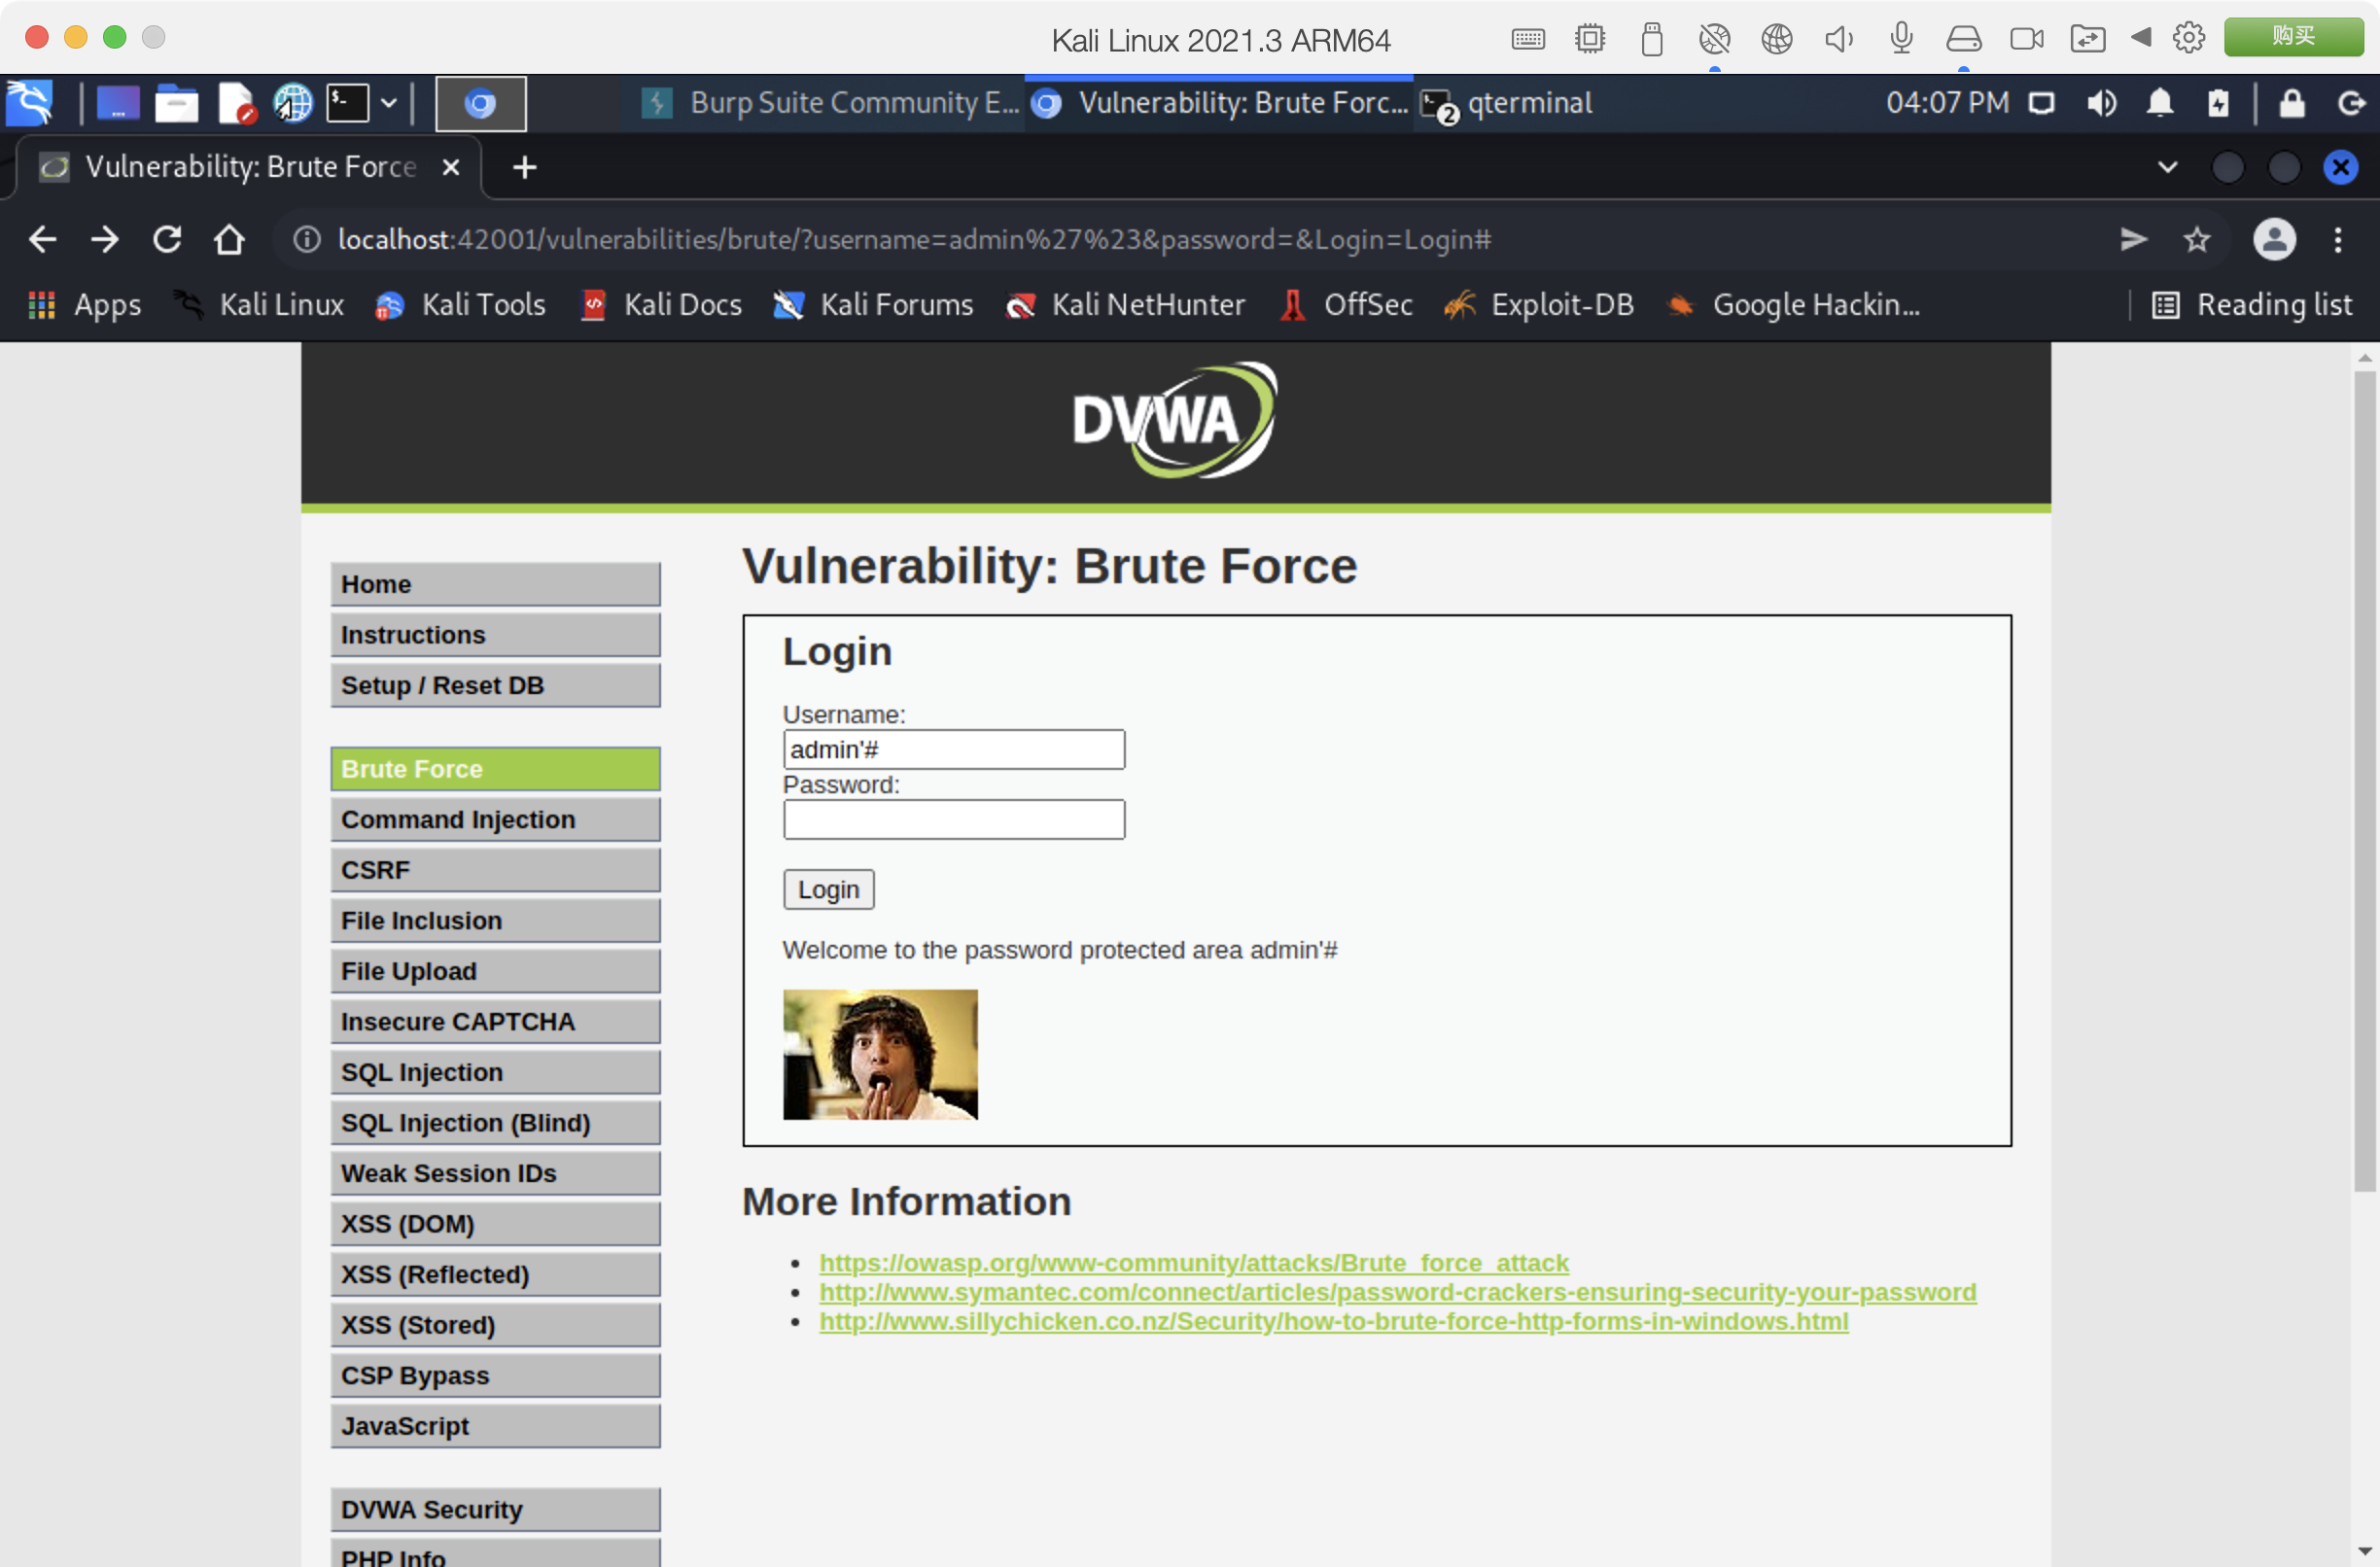 Kali Linux 2021.3 ARM64
购买
Burp Suite Community E...
Vulnerability: Brute Forc...
2
qterminal
04:07 PM
Vulnerability: Brute Force
localhost:42001/vulnerabilities/brute/?username=admin%27%23&password=&Login=Login#
Apps
Kali Linux
Kali Tools
Kali Docs
Kali Forums
Kali NetHunter
OffSec
Exploit-DB
Google Hackin...
Reading list
DVWA
Home
Instructions
Setup / Reset DB
Brute Force
Command Injection
CSRF
File Inclusion
File Upload
Insecure CAPTCHA
SQL Injection
SQL Injection (Blind)
Weak Session IDs
XSS (DOM)
XSS (Reflected)
XSS (Stored)
CSP Bypass
JavaScript
DVWA Security
PHP Info
Vulnerability: Brute Force
Login
Username:
admin'#
Password:
Login
Welcome to the password protected area admin'#
More Information
https://owasp.org/www-community/attacks/Brute_force_attack
http://www.symantec.com/connect/articles/password-crackers-ensuring-security-your-password
http://www.sillychicken.co.nz/Security/how-to-brute-force-http-forms-in-windows.html